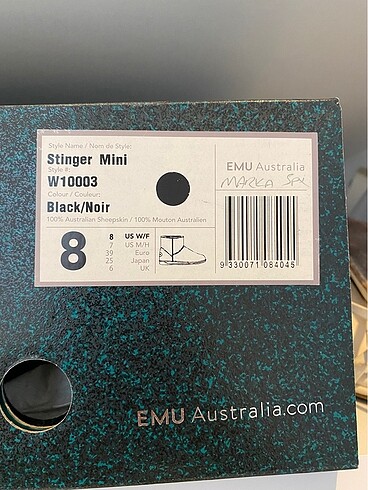 Style Name / Nom de Style:
Stinger Mini
Style #:
W10003
Colour / Couleur:
Black/Noir
100% Australian Sheepskin / 100% Mouton Australien
8
8 US W/F
7 US M/H
39 Euro
25 Japan
6 UK
EMU Australia
MARKA SPX
9 330071 084045
EMU Australia.com